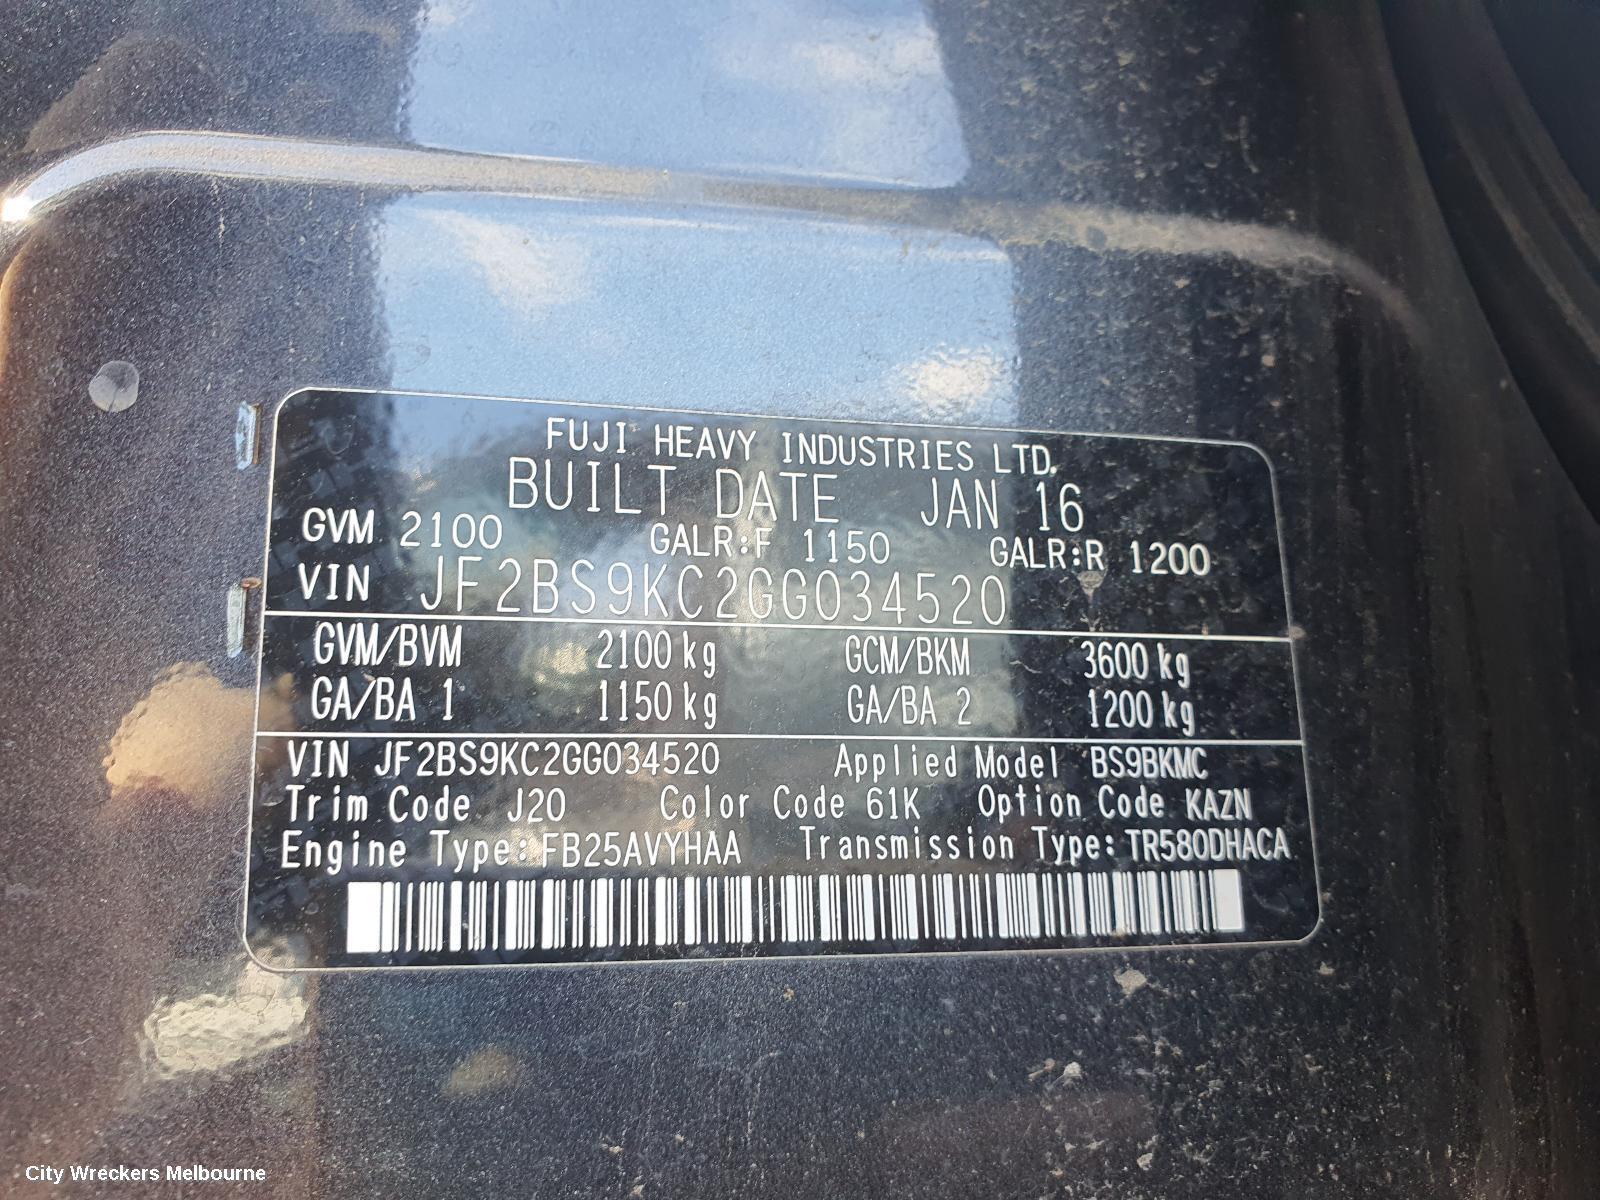 FUJI HEAVY INDUSTRIES LTD.
BUILT DATE JAN 16
GVM 2100 GALR:F 1150 GALR:R 1200
VIN JF2BS9KC2GG034520
GVM/BVM 2100 kg GCM/BKM 3600 kg
GA/BA 1 1150 kg GA/BA 2 1200 kg
VIN JF2BS9KC2GG034520 Applied Model BS9BKMC
Trim Code J20 Color Code 61K Option Code KAZN
Engine Type:FB25AVYHAA Transmission Type:TR580DHACA
City Wreckers Melbourne